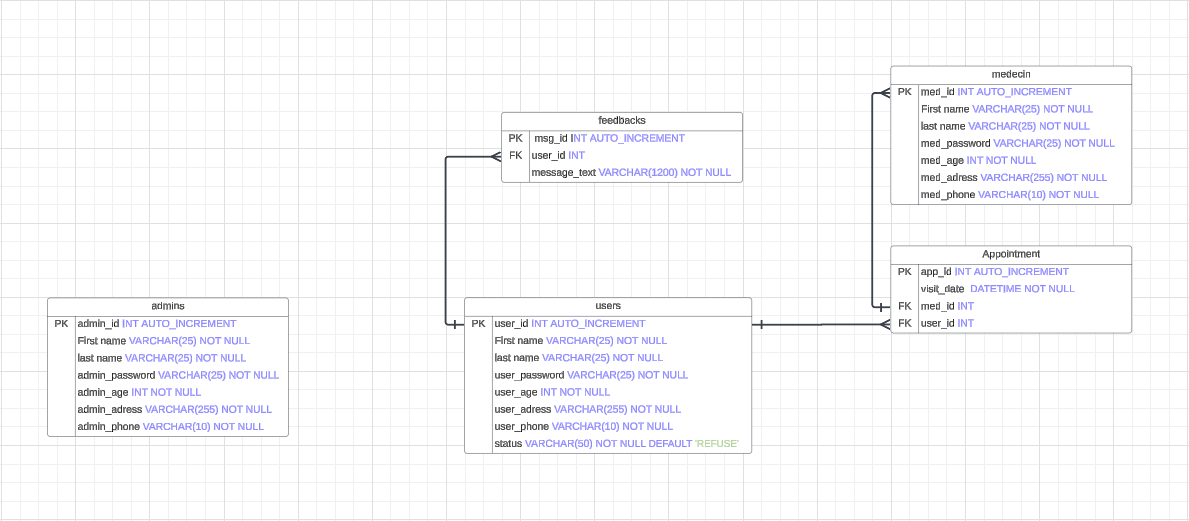 medecin
PK med_id INT AUTO_INCREMENT
First name VARCHAR(25) NOT NULL
last name VARCHAR(25) NOT NULL
med_password VARCHAR(25) NOT NULL
med_age INT NOT NULL
med_adress VARCHAR(255) NOT NULL
med_phone VARCHAR(10) NOT NULL
feedbacks
PK msg_id INT AUTO_INCREMENT
FK user_id INT
message_text VARCHAR(1200) NOT NULL
Appointment
PK app_id INT AUTO_INCREMENT
visit_date DATETIME NOT NULL
FK med_id INT
FK user_id INT
admins
PK admin_id INT AUTO_INCREMENT
First name VARCHAR(25) NOT NULL
last name VARCHAR(25) NOT NULL
admin_password VARCHAR(25) NOT NULL
admin_age INT NOT NULL
admin_adress VARCHAR(255) NOT NULL
admin_phone VARCHAR(10) NOT NULL
users
PK user_id INT AUTO_INCREMENT
First name VARCHAR(25) NOT NULL
last name VARCHAR(25) NOT NULL
user_password VARCHAR(25) NOT NULL
user_age INT NOT NULL
user_adress VARCHAR(255) NOT NULL
user_phone VARCHAR(10) NOT NULL
status VARCHAR(50) NOT NULL DEFAULT 'REFUSE'